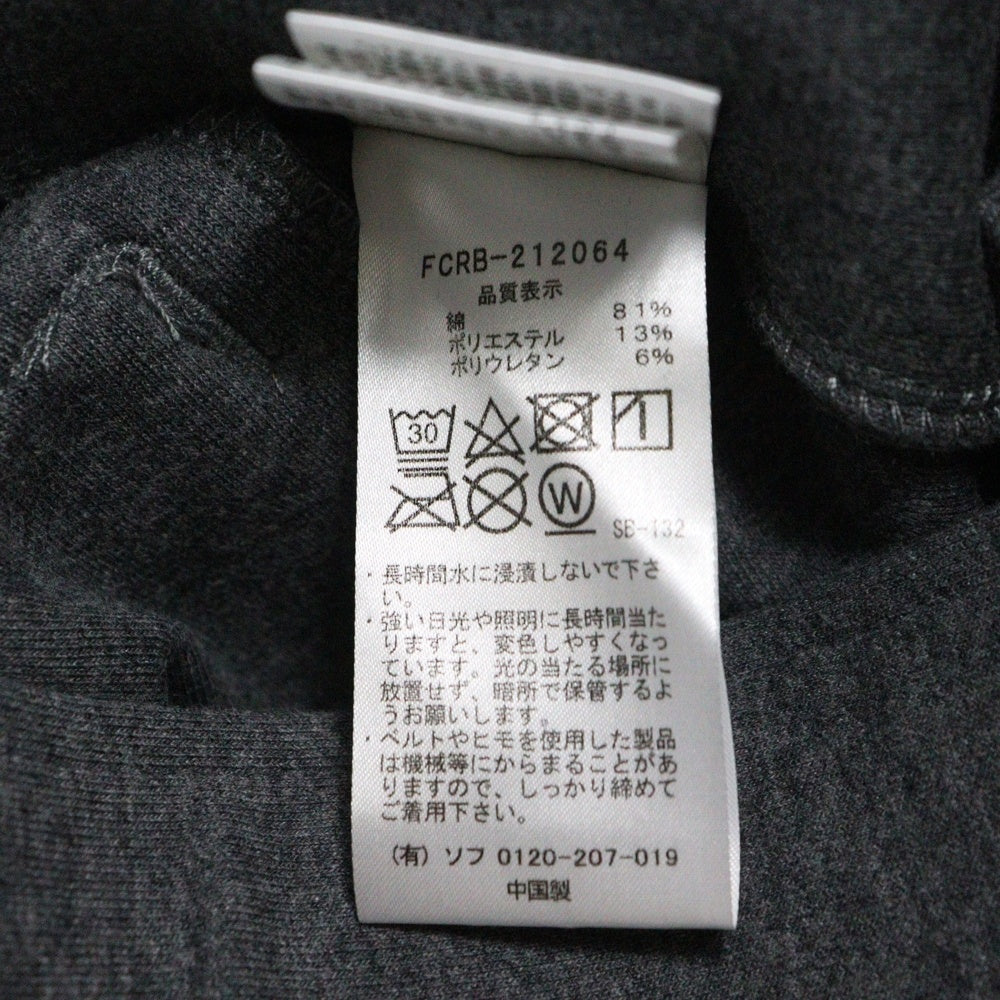 FCRB-212064
品質表示
綿 81%
ポリエステル 13%
ポリウレタン 6%
30
W
SB-132
・長時間水に浸漬しないで下さ
い。
・強い日光や照明に長時間当た
りますと、変色しやすくなっ
ています。光の当たる場所に
放置せず、暗所で保管するよ
うお願いします。
・ベルトやヒモを使用した製品
は機械等にからまることがあ
りますので、しっかり締めて
ご着用下さい。
(有) ソフ 0120-207-019
中国製